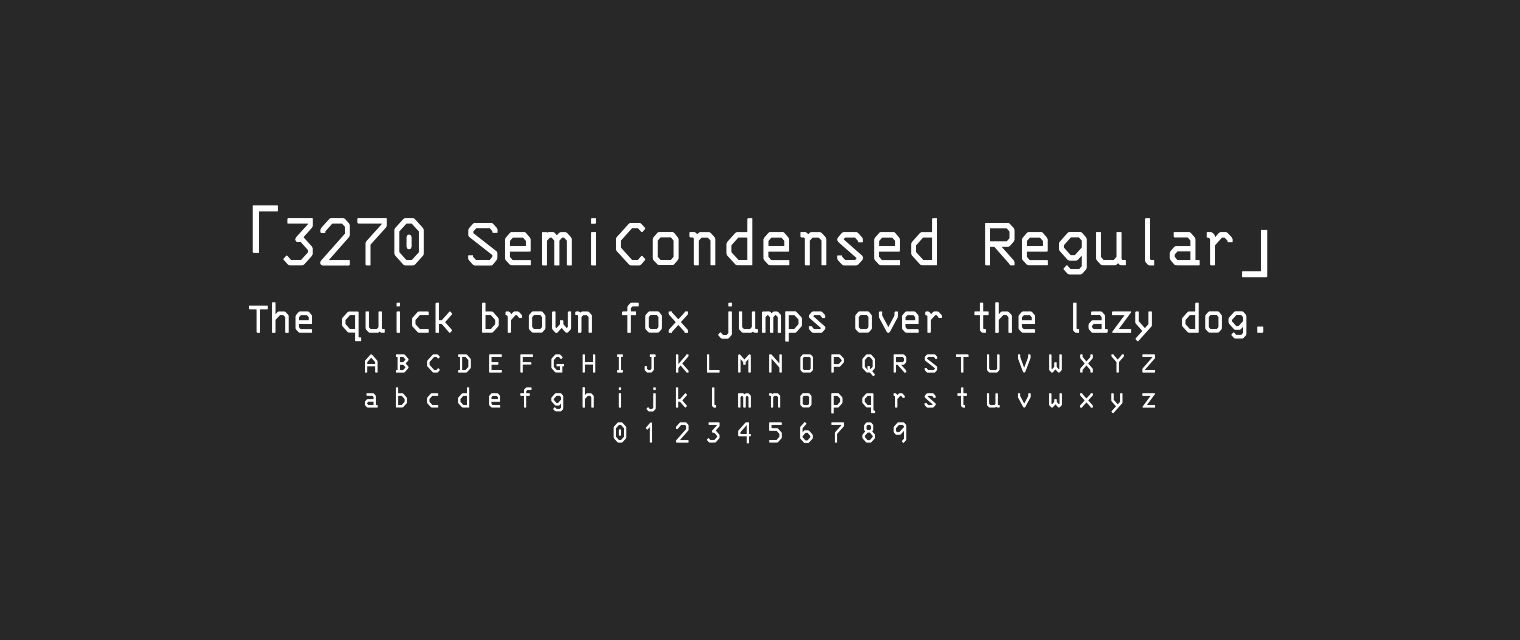 「3270 SemiCondensed Regular」
The quick brown fox jumps over the lazy dog.
A B C D E F G H I J K L M N O P Q R S T U V W X Y Z
a b c d e f g h i j k l m n o p q r s t u v w x y z
0 1 2 3 4 5 6 7 8 9